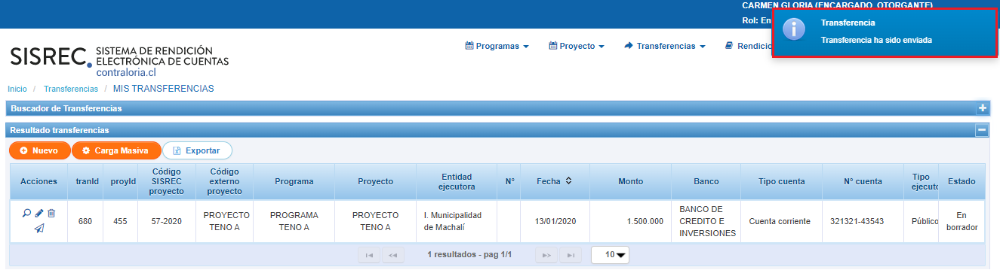 CARMEN GLORIA (ENCARGADO_OTORGANTE)
Rol: En
Transferencia
Transferencia ha sido enviada
SISREC. SISTEMA DE RENDICIÓN
ELECTRÓNICA DE CUENTAS
contraloria.cl
Programas Proyecto Transferencias Rendicio
Inicio / Transferencias / MIS TRANSFERENCIAS
Buscador de Transferencias
Resultado transferencias
Nuevo Carga Masiva Exportar
Acciones tranId proyId Código SISREC proyecto Código externo proyecto Programa Proyecto Entidad ejecutora N° Fecha Monto Banco Tipo cuenta N° cuenta Tipo ejecuto Estado
680 455 57-2020 PROYECTO TENO A PROGRAMA TENO A PROYECTO TENO A I. Municipalidad de Machalí 13/01/2020 1.500.000 BANCO DE CREDITO E INVERSIONES Cuenta corriente 321321-43543 Público En borrador
1 resultados - pag 1/1 10